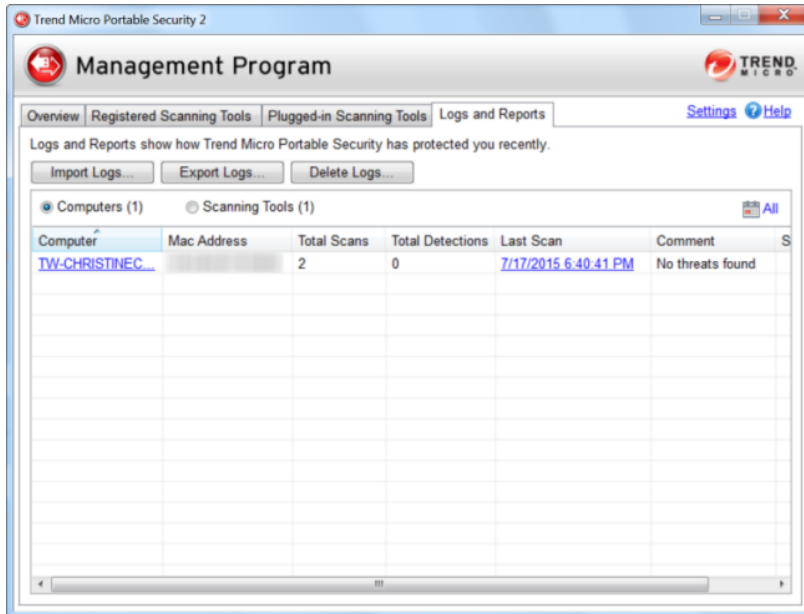 Trend Micro Portable Security 2
Management Program
TREND
MICRO
Overview Registered Scanning Tools Plugged-in Scanning Tools Logs and Reports Settings Help
Logs and Reports show how Trend Micro Portable Security has protected you recently.
Import Logs... Export Logs... Delete Logs...
Computers (1) Scanning Tools (1) All
Computer Mac Address Total Scans Total Detections Last Scan Comment S
TW-CHRISTINEC... 2 0 7/17/2015 6:40:41 PM No threats found